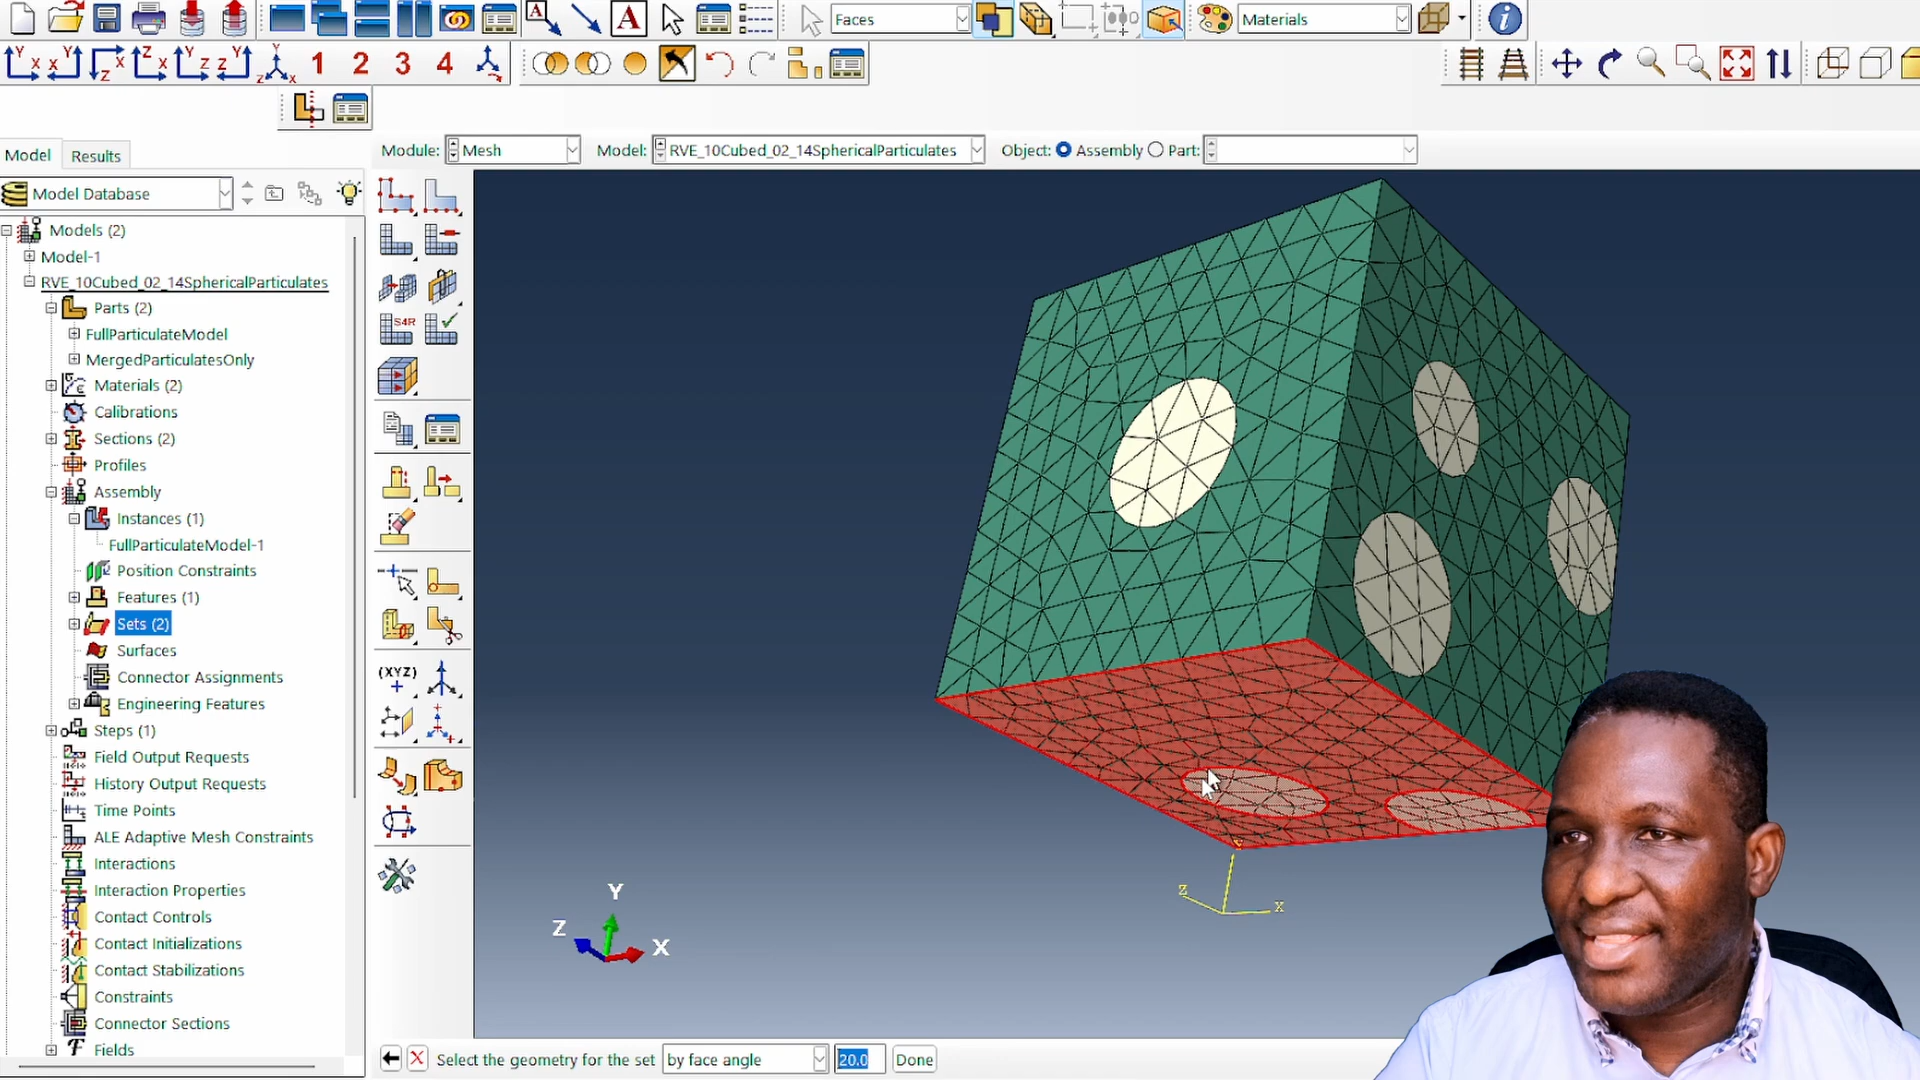 Faces
Materials
1 2 3 4
Model
Results
Module:
Mesh
Model:
RVE_10Cubed_02_14SphericalParticulates
Object:
Assembly
Part:
Model Database
Models (2)
Model-1
RVE_10Cubed_02_14SphericalParticulates
Parts (2)
FullParticulateModel
MergedParticulatesOnly
Materials (2)
Calibrations
Sections (2)
Profiles
Assembly
Instances (1)
FullParticulateModel-1
Position Constraints
Features (1)
Sets (2)
Surfaces
Connector Assignments
Engineering Features
Steps (1)
Field Output Requests
History Output Requests
Time Points
ALE Adaptive Mesh Constraints
Interactions
Interaction Properties
Contact Controls
Contact Initializations
Contact Stabilizations
Constraints
Connector Sections
Fields
S4R
(XYZ)
Y
Z
X
Z
X
Select the geometry for the set
by face angle
20.0
Done